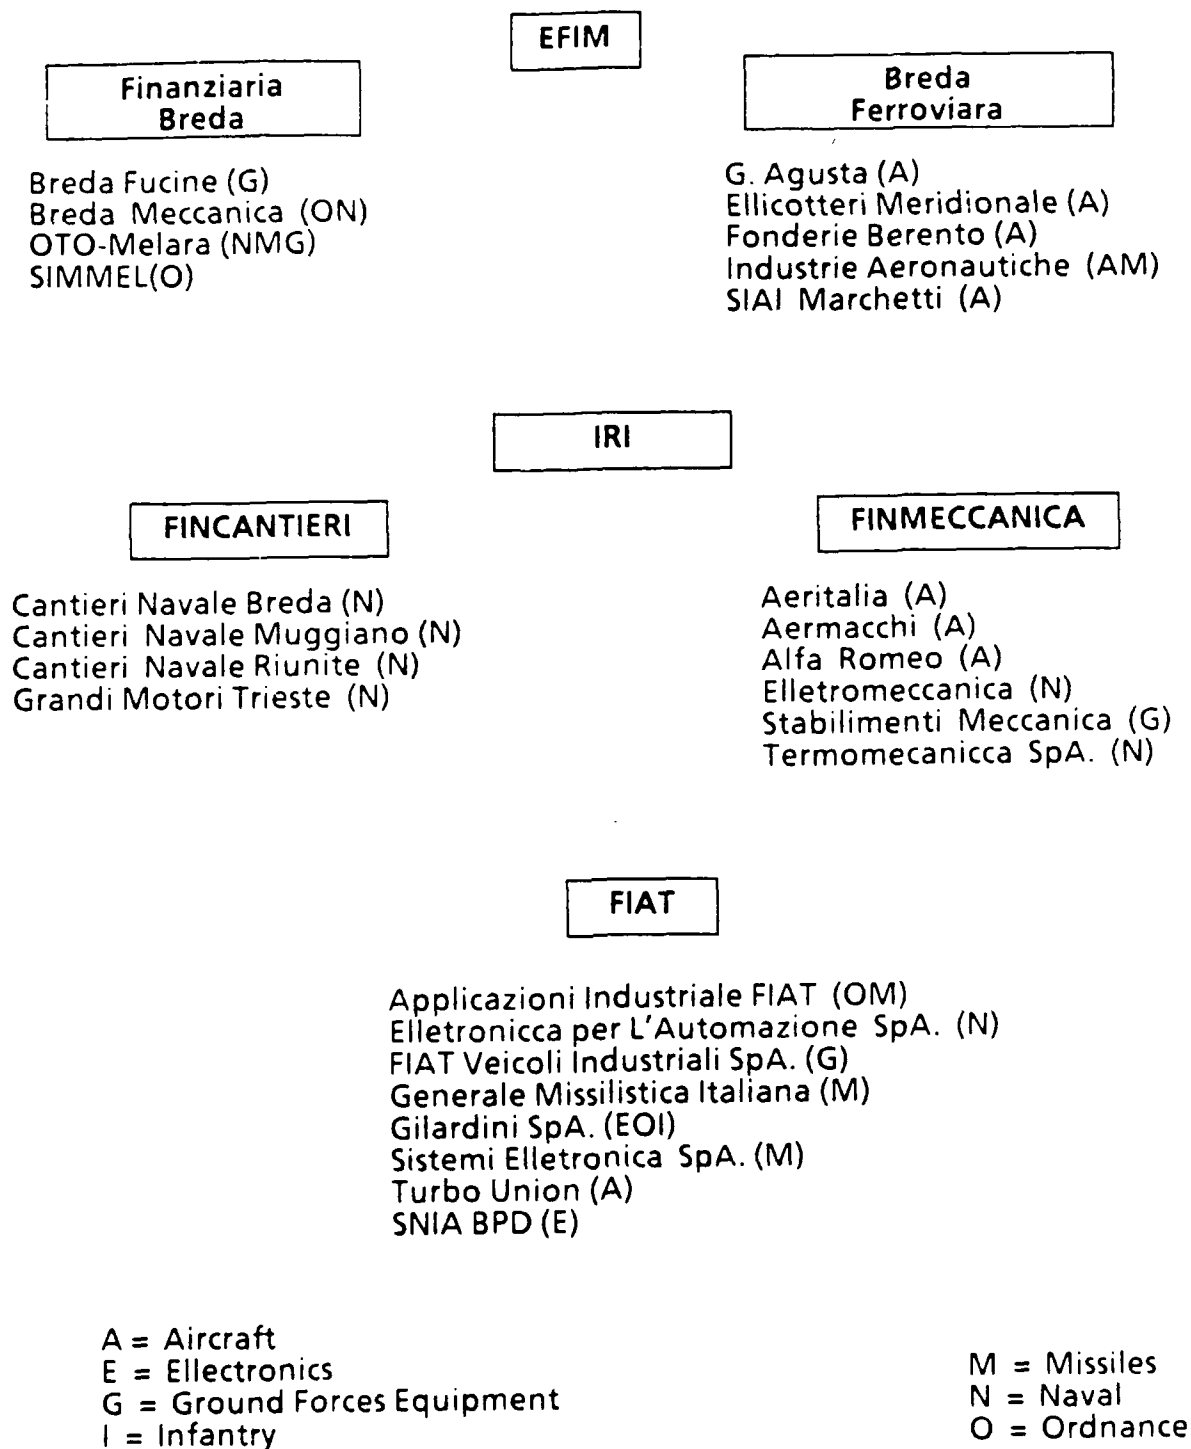 EFIM
Finanziaria
Breda
Breda Fucine (G)
Breda Meccanica (ON)
OTO-Melara (NMG)
SIMMEL(O)
Breda
Ferroviara
G. Agusta (A)
Ellicotteri Meridionale (A)
Fonderie Berento (A)
Industrie Aeronautiche (AM)
SIAI Marchetti (A)
IRI
FINCANTIERI
Cantieri Navale Breda (N)
Cantieri Navale Muggiano (N)
Cantieri Navale Riunite (N)
Grandi Motori Trieste (N)
FINMECCANICA
Aeritalia (A)
Aermacchi (A)
Alfa Romeo (A)
Elletromeccanica (N)
Stabilimenti Meccanica (G)
Termomecanicca SpA. (N)
FIAT
Applicazioni Industriale FIAT (OM)
Elletronicca per L'Automazione SpA. (N)
FIAT Veicoli Industriali SpA. (G)
Generale Missilistica Italiana (M)
Gilardini SpA. (EOI)
Sistemi Elletronica SpA. (M)
Turbo Union (A)
SNIA BPD (E)
A = Aircraft
E = Ellectronics
G = Ground Forces Equipment
I = Infantry
M = Missiles
N = Naval
O = Ordnance